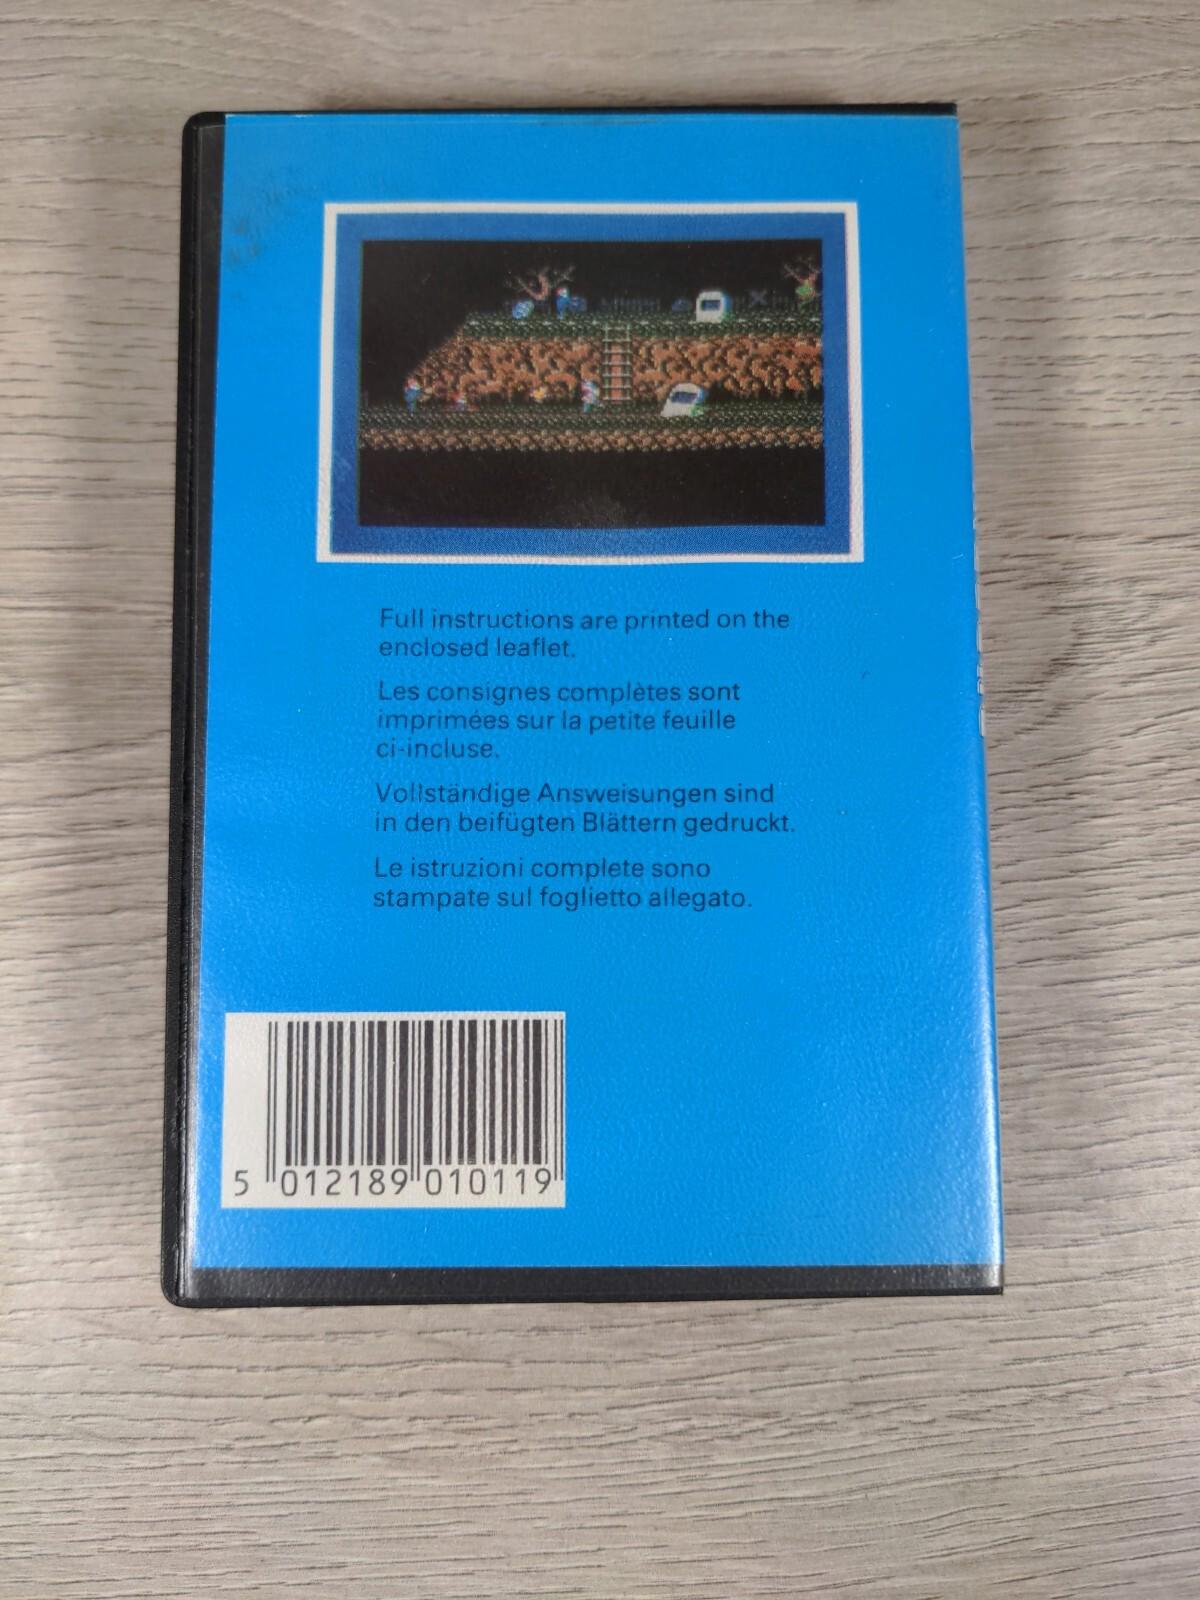 Full instructions are printed on the
enclosed leaflet.
Les consignes complètes sont
imprimées sur la petite feuille
ci-incluse.
Vollständige Answeisungen sind
in den beifügten Blättern gedruckt.
Le istruzioni complete sono
stampate sul foglietto allegato.
5 012189 010119